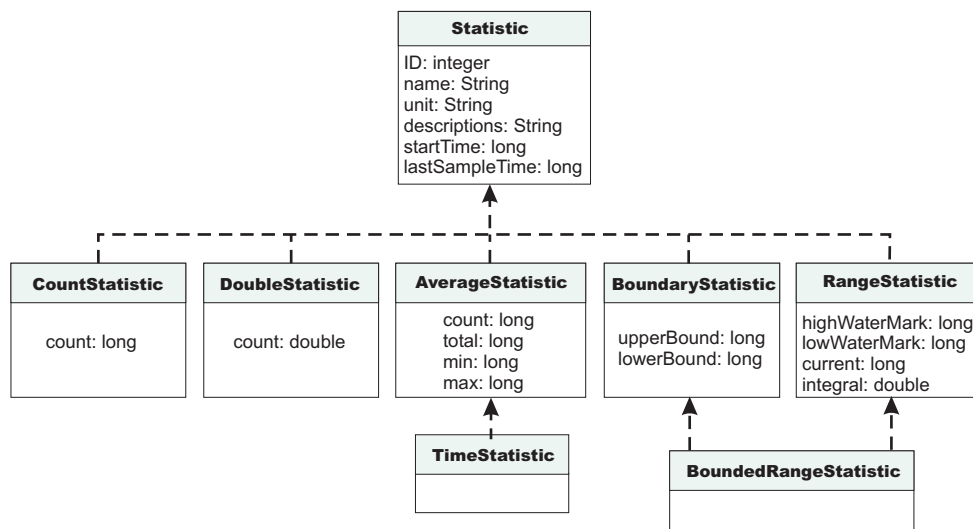 Statistic
ID: integer
name: String
unit: String
descriptions: String
startTime: long
lastSampleTime: long
CountStatistic
count: long
DoubleStatistic
count: double
AverageStatistic
count: long
total: long
min: long
max: long
BoundaryStatistic
upperBound: long
lowerBound: long
RangeStatistic
highWaterMark: long
lowWaterMark: long
current: long
integral: double
TimeStatistic
BoundedRangeStatistic